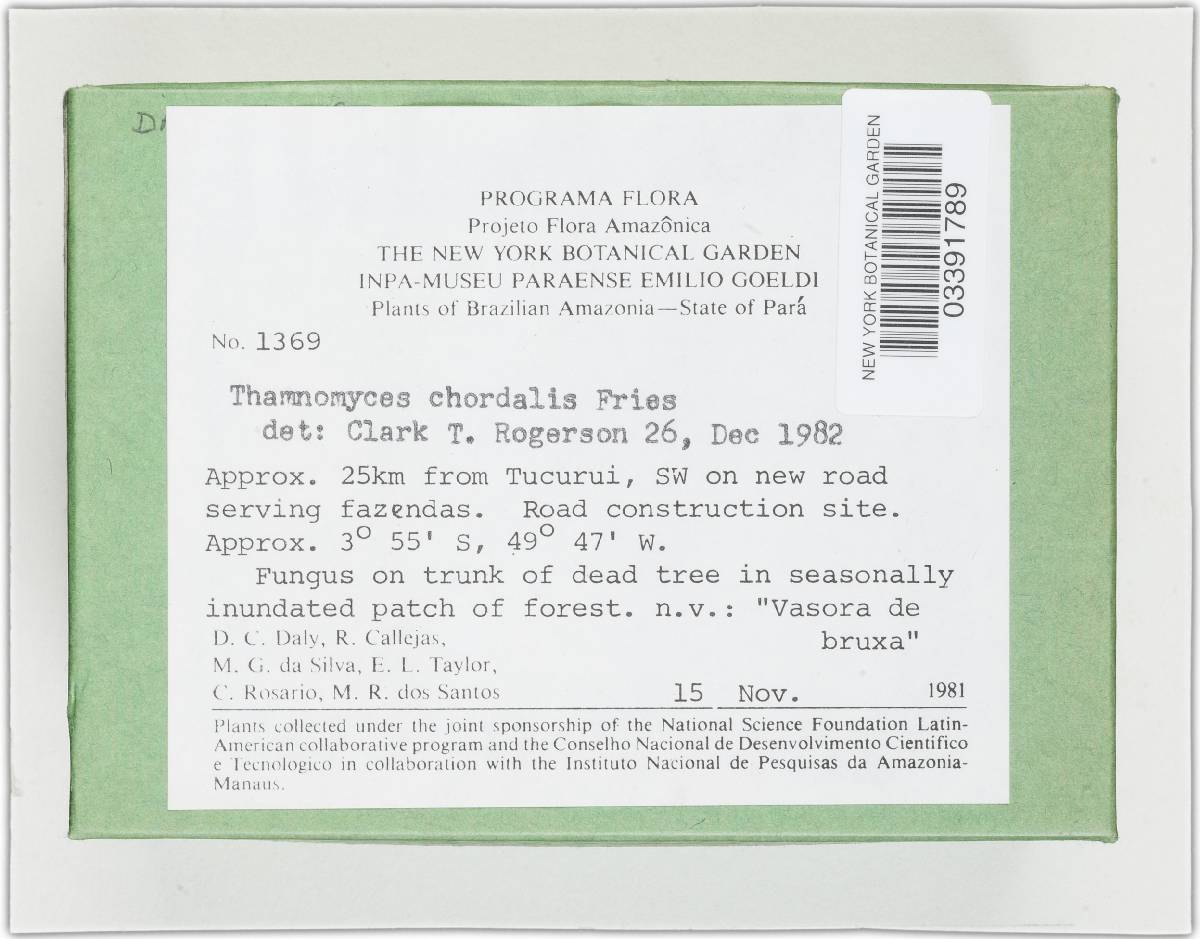 PROGRAMA FLORA
Projeto Flora Amazônica
THE NEW YORK BOTANICAL GARDEN
INPA-MUSEU PARAENSE EMILIO GOELDI
Plants of Brazilian Amazonia—State of Pará
No. 1369
Thamnomyces chordalis Fries
det: Clark T. Rogerson 26, Dec 1982
Approx. 25km from Tucurui, SW on new road
serving fazendas. Road construction site.
Approx. 3° 55' S, 49° 47' W.
Fungus on trunk of dead tree in seasonally
inundated patch of forest. n.v.: "Vasora de
bruxa"
D. C. Daly, R. Callejas,
M. G. da Silva, E. L. Taylor,
C. Rosario, M. R. dos Santos
15 Nov. 1981
Plants collected under the joint sponsorship of the National Science Foundation Latin-
American collaborative program and the Conselho Nacional de Desenvolvimento Cientifico
e Tecnologico in collaboration with the Instituto Nacional de Pesquisas da Amazonia-
Manaus.
NEW YORK BOTANICAL GARDEN
03391789